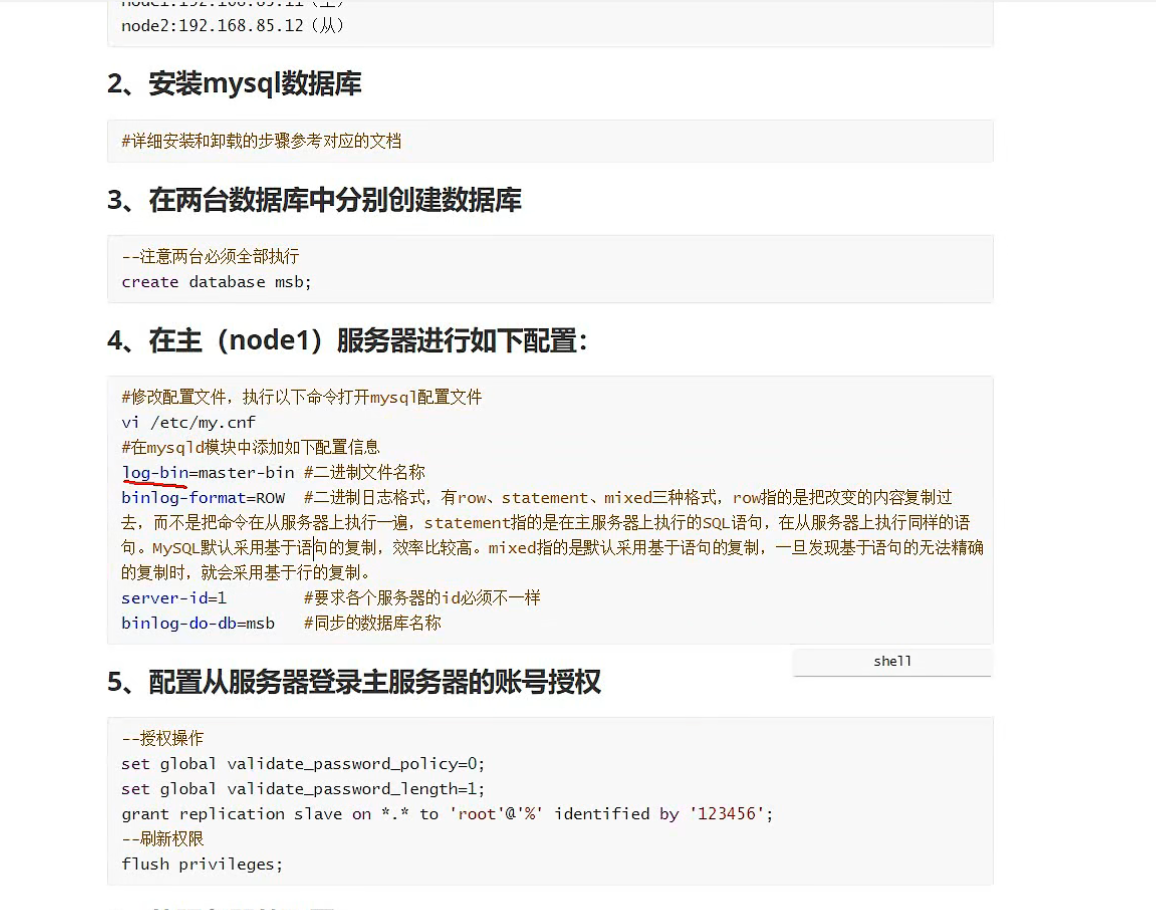 node1:192.168.85.11（主）
node2:192.168.85.12（从）
2、安装mysql数据库
#详细安装和卸载的步骤参考对应的文档
3、在两台数据库中分别创建数据库
--注意两台必须全部执行
create database msb;
4、在主（node1）服务器进行如下配置：
#修改配置文件，执行以下命令打开mysql配置文件
vi /etc/my.cnf
#在mysqld模块中添加如下配置信息
log-bin=master-bin #二进制文件名称
binlog-format=ROW  #二进制日志格式，有row、statement、mixed三种格式，row指的是把改变的内容复制过
去，而不是把命令在从服务器上执行一遍，statement指的是在主服务器上执行的SQL语句，在从服务器上执行同样的语
句。MySQL默认采用基于语句的复制，效率比较高。mixed指的是默认采用基于语句的复制，一旦发现基于语句的无法精确
的复制时，就会采用基于行的复制。
server-id=1        #要求各个服务器的id必须不一样
binlog-do-db=msb   #同步的数据库名称
shell
5、配置从服务器登录主服务器的账号授权
--授权操作
set global validate_password_policy=0;
set global validate_password_length=1;
grant replication slave on *.* to 'root'@'%' identified by '123456';
--刷新权限
flush privileges;